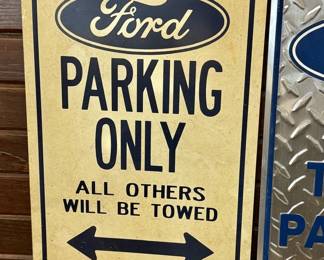 Ford
PARKING
ONLY
ALL OTHERS
WILL BE TOWED